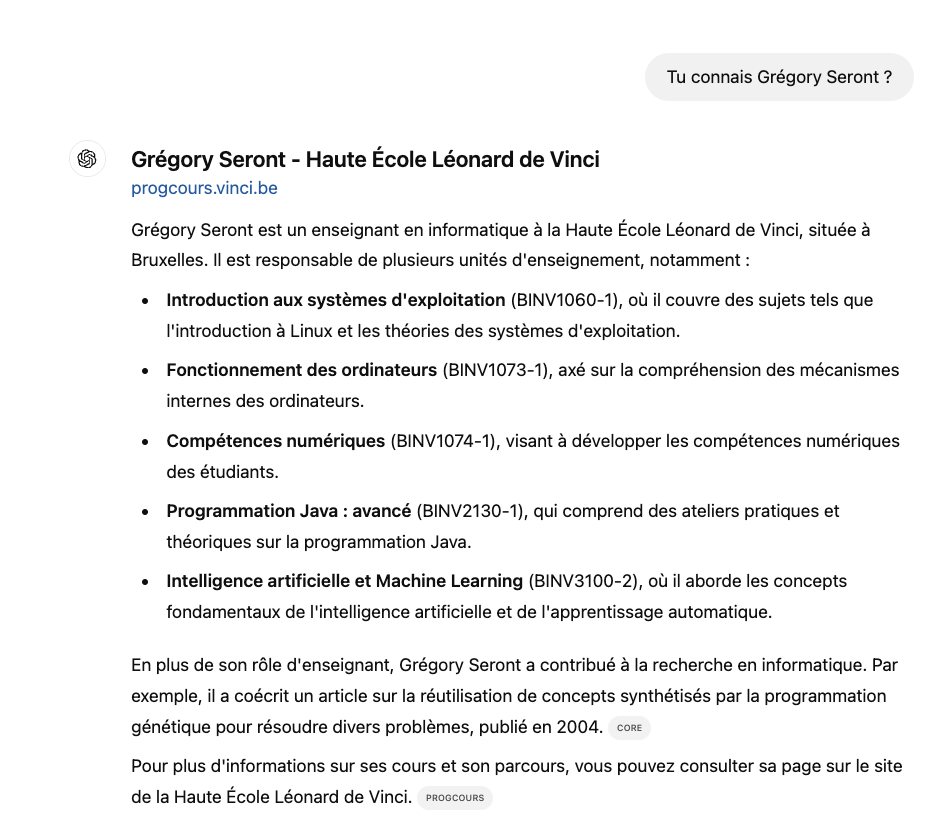 Tu connais Grégory Seront ?
Grégory Seront - Haute École Léonard de Vinci
progcours.vinci.be
Grégory Seront est un enseignant en informatique à la Haute École Léonard de Vinci, située à
Bruxelles. Il est responsable de plusieurs unités d'enseignement, notamment :
• Introduction aux systèmes d'exploitation (BINV1060-1), où il couvre des sujets tels que
l'introduction à Linux et les théories des systèmes d'exploitation.
• Fonctionnement des ordinateurs (BINV1073-1), axé sur la compréhension des mécanismes
internes des ordinateurs.
• Compétences numériques (BINV1074-1), visant à développer les compétences numériques
des étudiants.
• Programmation Java : avancé (BINV2130-1), qui comprend des ateliers pratiques et
théoriques sur la programmation Java.
• Intelligence artificielle et Machine Learning (BINV3100-2), où il aborde les concepts
fondamentaux de l'intelligence artificielle et de l'apprentissage automatique.
En plus de son rôle d'enseignant, Grégory Seront a contribué à la recherche en informatique. Par
exemple, il a coécrit un article sur la réutilisation de concepts synthétisés par la programmation
génétique pour résoudre divers problèmes, publié en 2004. CORE
Pour plus d'informations sur ses cours et son parcours, vous pouvez consulter sa page sur le site
de la Haute École Léonard de Vinci. PROGCOURS